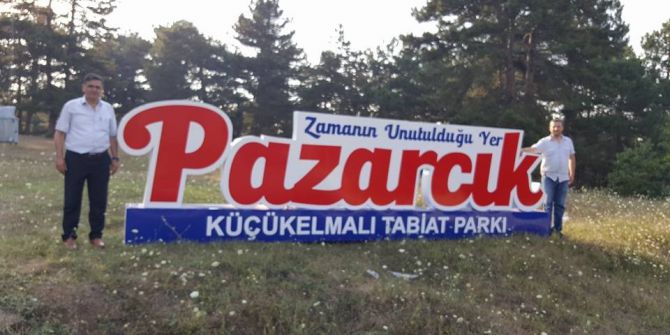 Zamanın Unutulduğu Yer
Pazarcık
KÜÇÜKELMALI TABİAT PARKI